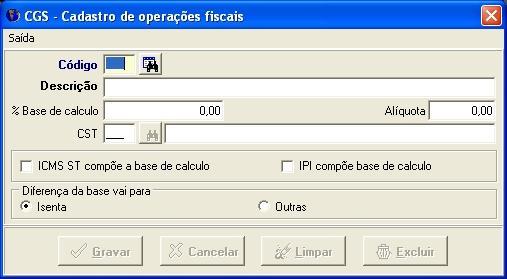 CGS - Cadastro de operações fiscais
Saída
Código
Descrição
% Base de calculo 0,00 Alíquota 0,00
CST ___
ICMS ST compõe a base de calculo IPI compõe base de calculo
Diferença da base vai para
Isenta Outras
Gravar Cancelar Limpar Excluir